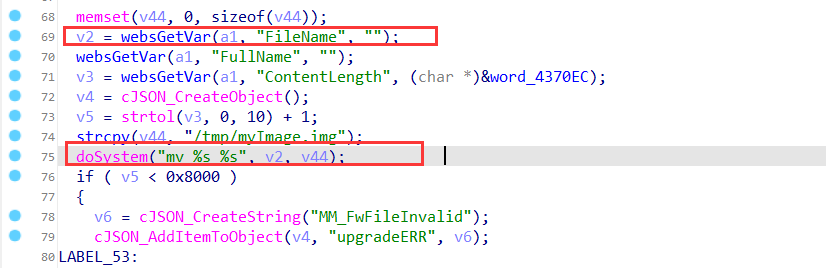 68 memset(v44, 0, sizeof(v44));
69 v2 = websGetVar(a1, "FileName", "");
70 websGetVar(a1, "FullName", "");
71 v3 = websGetVar(a1, "ContentLength", (char *)&word_4370EC);
72 v4 = cJSON_CreateObject();
73 v5 = strtol(v3, 0, 10) + 1;
74 strcpy(v44, "/tmp/myImage.img");
75 doSystem("mv %s %s", v2, v44);
76 if ( v5 < 0x8000 )
77 {
78 v6 = cJSON_CreateString("MM_FwFileInvalid");
79 cJSON_AddItemToObject(v4, "upgradeERR", v6);
80 LABEL_53: